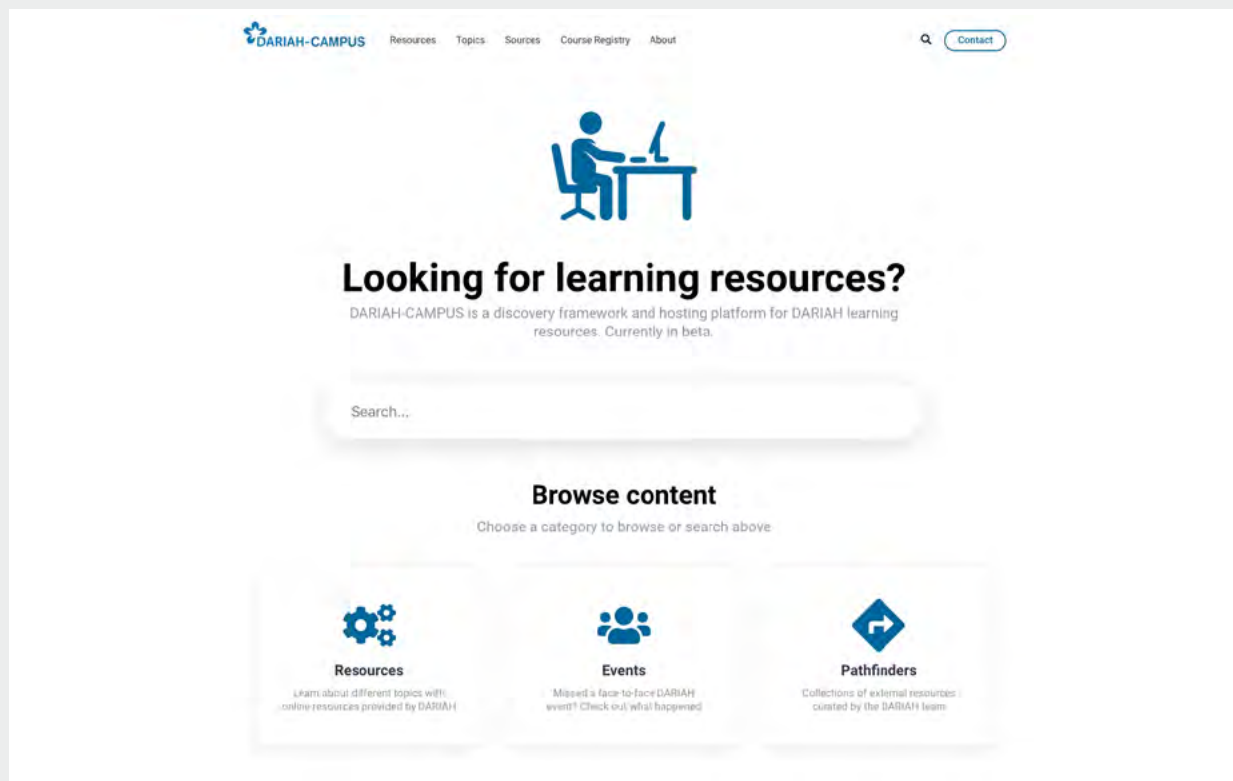 DARIAH-CAMPUS Resources Topics Sources Course Registry About Contact
Looking for learning resources?
DARIAH-CAMPUS is a discovery framework and hosting platform for DARIAH learning
resources. Currently in beta.
Search...
Browse content
Choose a category to browse or search above
Resources
Learn about different topics with
online resources provided by DARIAH
Events
Missed a face-to-face DARIAH
event? Check out what happened
Pathfinders
Collections of external resources
curated by the DARIAH team